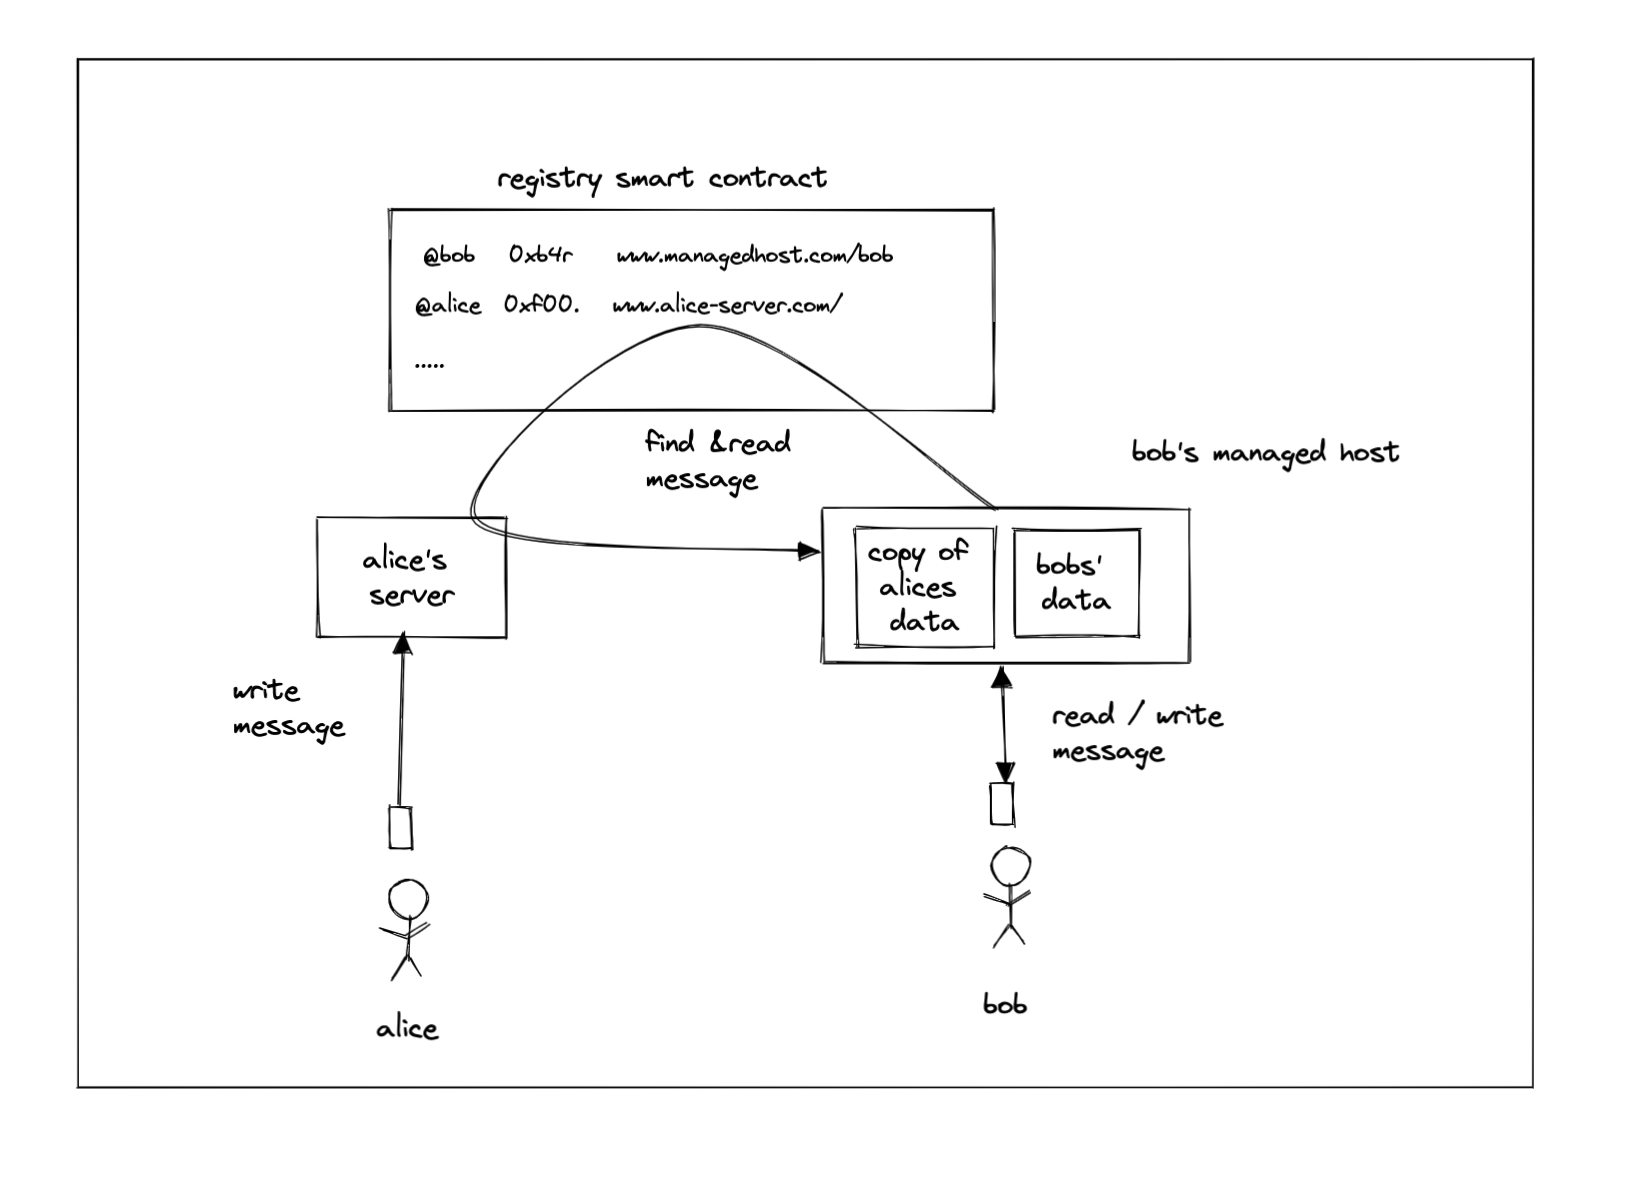 registry smart contract
@bob 0xb4r www.managedhost.com/bob
@alice 0xf00. www.alice-server.com/
.....
find &read
message
bob's managed host
alice's
server
copy of
alices
data
bobs'
data
write
message
read / write
message
alice
bob